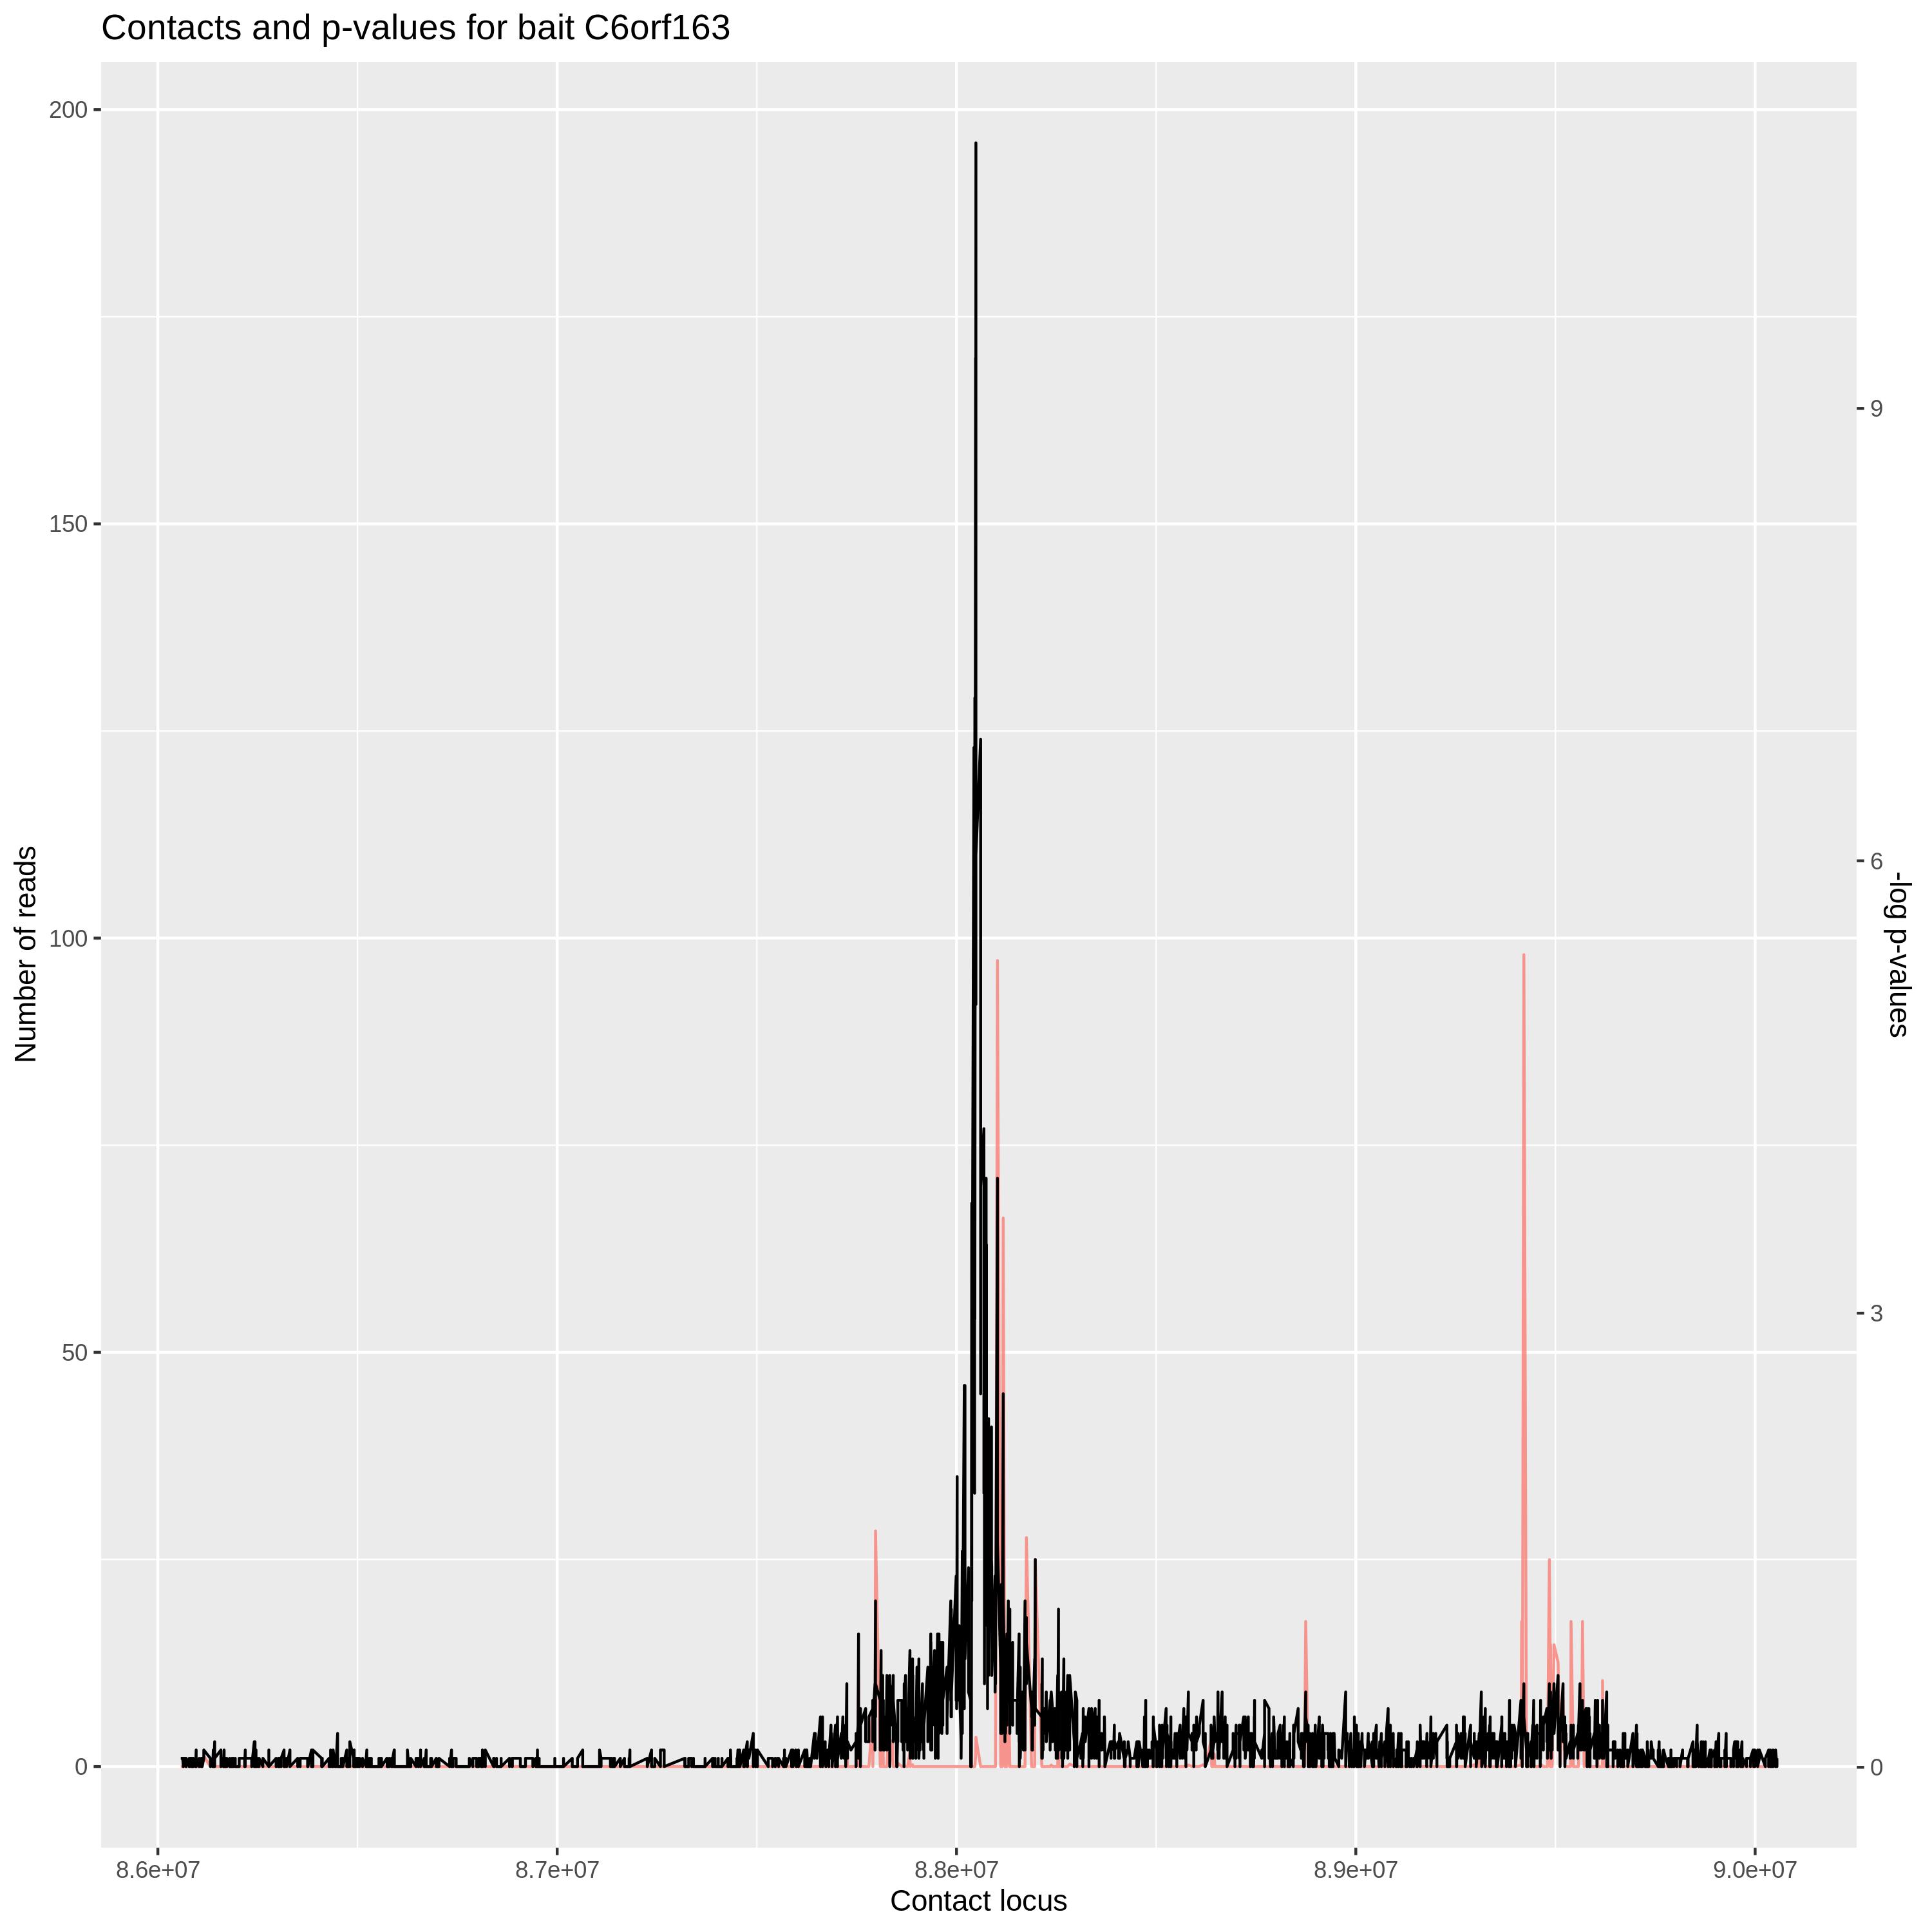 Contacts and p-values for bait C6orf163
200
150
100
50
0
Number of reads
9
6
3
0
-log p-values
8.6e+07 8.7e+07 8.8e+07 8.9e+07 9.0e+07
Contact locus